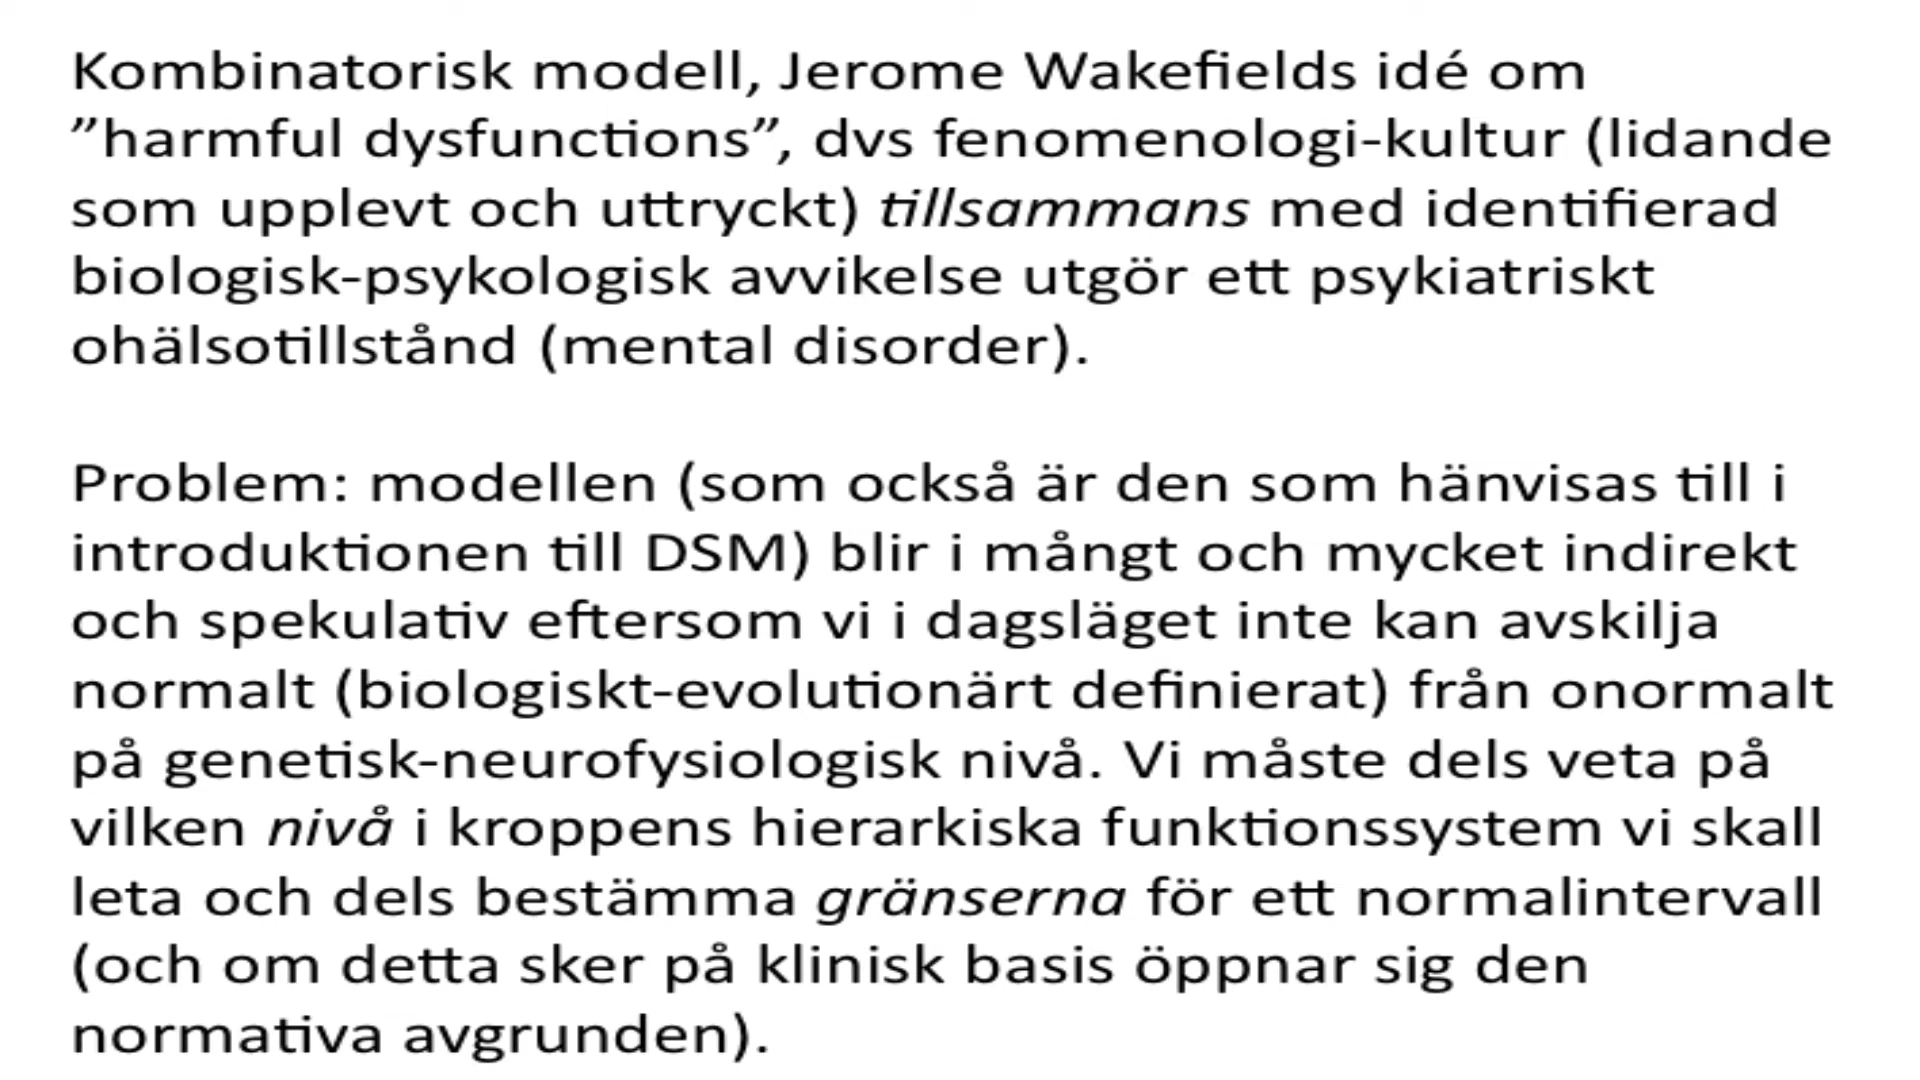 Kombinatorisk modell, Jerome Wakefields idé om
”harmful dysfunctions”, dvs fenomenologi-kultur (lidande
som upplevt och uttryckt) tillsammans med identifierad
biologisk-psykologisk avvikelse utgör ett psykiatriskt
ohälsotillstånd (mental disorder).
Problem: modellen (som också är den som hänvisas till i
introduktionen till DSM) blir i mångt och mycket indirekt
och spekulativ eftersom vi i dagsläget inte kan avskilja
normalt (biologiskt-evolutionärt definierat) från onormalt
på genetisk-neurofysiologisk nivå. Vi måste dels veta på
vilken nivå i kroppens hierarkiska funktionssystem vi skall
leta och dels bestämma gränserna för ett normalintervall
(och om detta sker på klinisk basis öppnar sig den
normativa avgrunden).